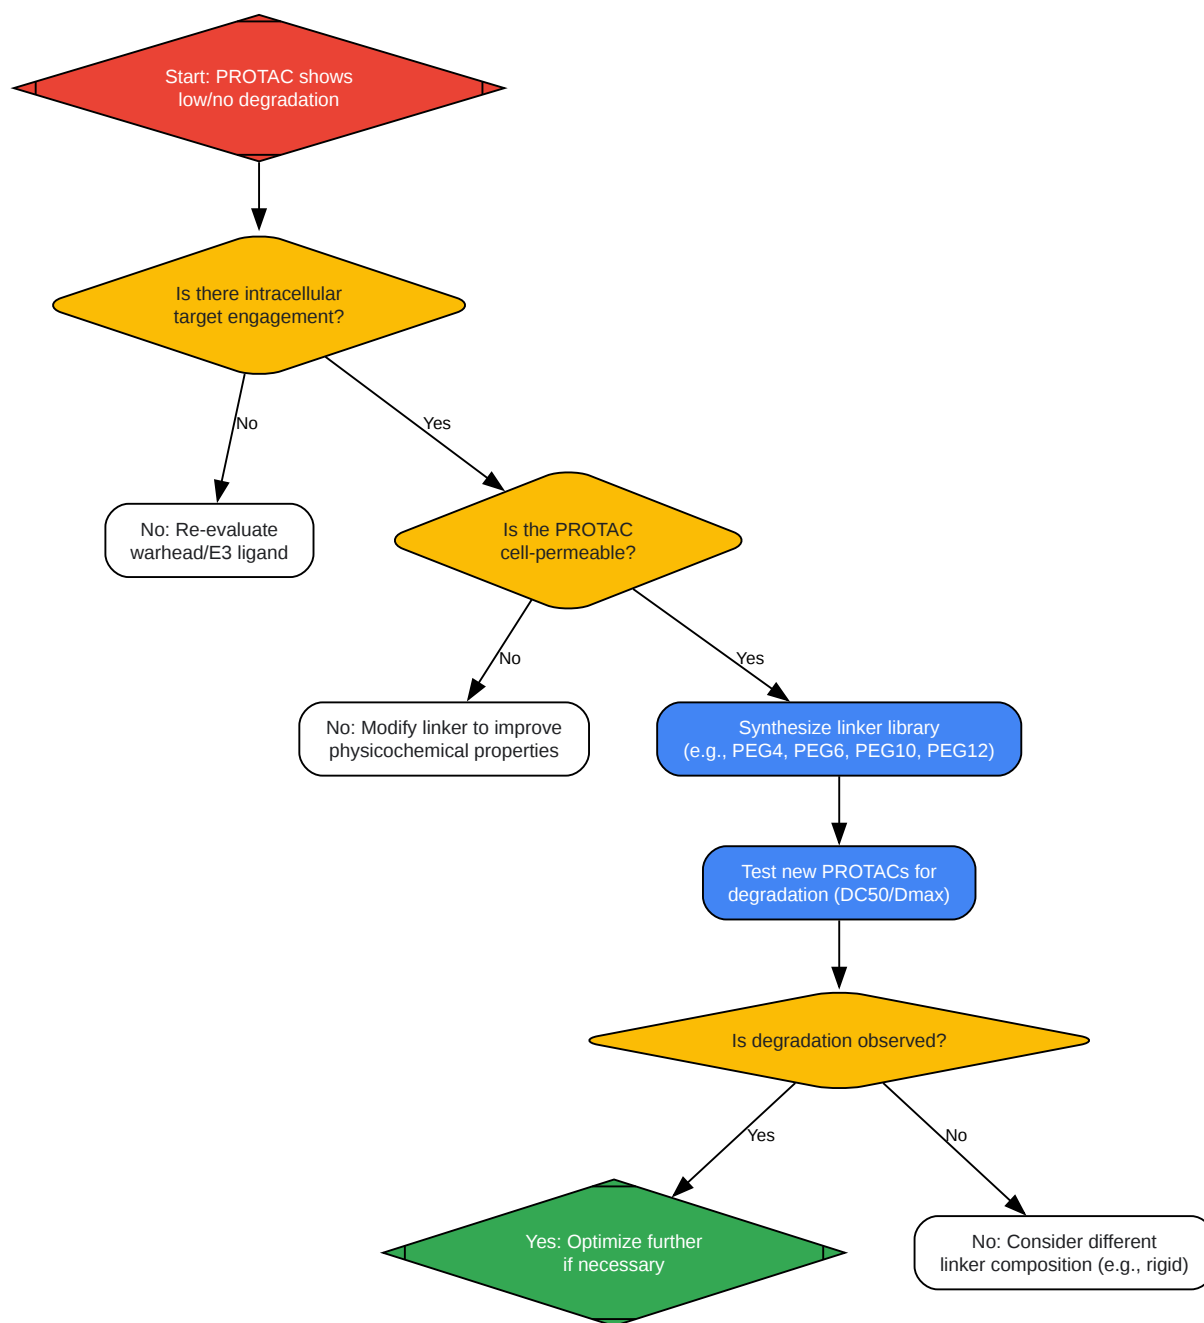 Start: PROTAC shows
low/no degradation
Is there intracellular
target engagement?
No
Yes
No: Re-evaluate
warhead/E3 ligand
Is the PROTAC
cell-permeable?
No
Yes
No: Modify linker to improve
physicochemical properties
Synthesize linker library
(e.g., PEG4, PEG6, PEG10, PEG12)
Test new PROTACs for
degradation (DC50/Dmax)
Is degradation observed?
Yes
No
Yes: Optimize further
if necessary
No: Consider different
linker composition (e.g., rigid)